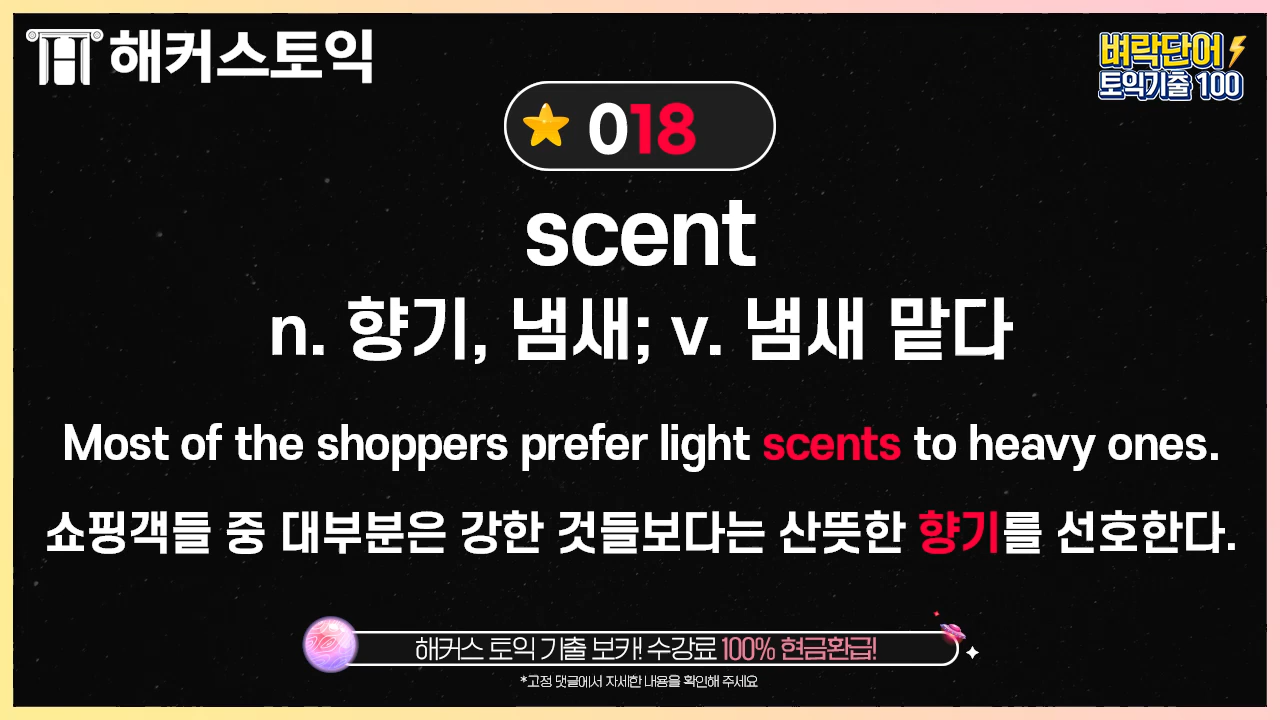 해커스토익
벼락단어
토익기출 100
018
scent
n. 향기, 냄새; v. 냄새 맡다
Most of the shoppers prefer light scents to heavy ones.
쇼핑객들 중 대부분은 강한 것들보다는 산뜻한 향기를 선호한다.
해커스 토익 기출 보카! 수강료 100% 현금환급!
*고정 댓글에서 자세한 내용을 확인해 주세요